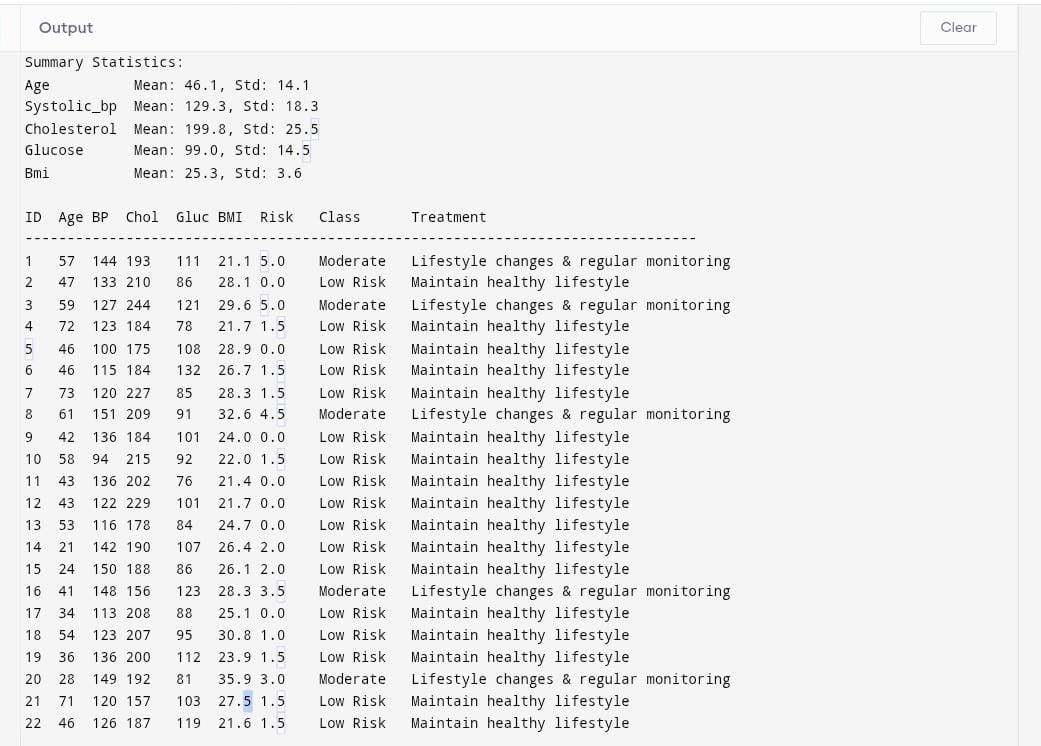 Output
Clear
Summary Statistics:
Age          Mean: 46.1, Std: 14.1
Systolic_bp  Mean: 129.3, Std: 18.3
Cholesterol  Mean: 199.8, Std: 25.5
Glucose      Mean: 99.0, Std: 14.5
Bmi          Mean: 25.3, Std: 3.6
ID  Age BP  Chol  Gluc BMI  Risk   Class      Treatment
--------------------------------------------------------------------------------
1   57  144 193   111  21.1 5.0    Moderate   Lifestyle changes & regular monitoring
2   47  133 210   86   28.1 0.0    Low Risk   Maintain healthy lifestyle
3   59  127 244   121  29.6 5.0    Moderate   Lifestyle changes & regular monitoring
4   72  123 184   78   21.7 1.5    Low Risk   Maintain healthy lifestyle
5   46  100 175   108  28.9 0.0    Low Risk   Maintain healthy lifestyle
6   46  115 184   132  26.7 1.5    Low Risk   Maintain healthy lifestyle
7   73  120 227   85   28.3 1.5    Low Risk   Maintain healthy lifestyle
8   61  151 209   91   32.6 4.5    Moderate   Lifestyle changes & regular monitoring
9   42  136 184   101  24.0 0.0    Low Risk   Maintain healthy lifestyle
10  58  94  215   92   22.0 1.5    Low Risk   Maintain healthy lifestyle
11  43  136 202   76   21.4 0.0    Low Risk   Maintain healthy lifestyle
12  43  122 229   101  21.7 0.0    Low Risk   Maintain healthy lifestyle
13  53  116 178   84   24.7 0.0    Low Risk   Maintain healthy lifestyle
14  21  142 190   107  26.4 2.0    Low Risk   Maintain healthy lifestyle
15  24  150 188   86   26.1 2.0    Low Risk   Maintain healthy lifestyle
16  41  148 156   123  28.3 3.5    Moderate   Lifestyle changes & regular monitoring
17  34  113 208   88   25.1 0.0    Low Risk   Maintain healthy lifestyle
18  54  123 207   95   30.8 1.0    Low Risk   Maintain healthy lifestyle
19  36  136 200   112  23.9 1.5    Low Risk   Maintain healthy lifestyle
20  28  149 192   81   35.9 3.0    Moderate   Lifestyle changes & regular monitoring
21  71  120 157   103  27.5 1.5    Low Risk   Maintain healthy lifestyle
22  46  126 187   119  21.6 1.5    Low Risk   Maintain healthy lifestyle